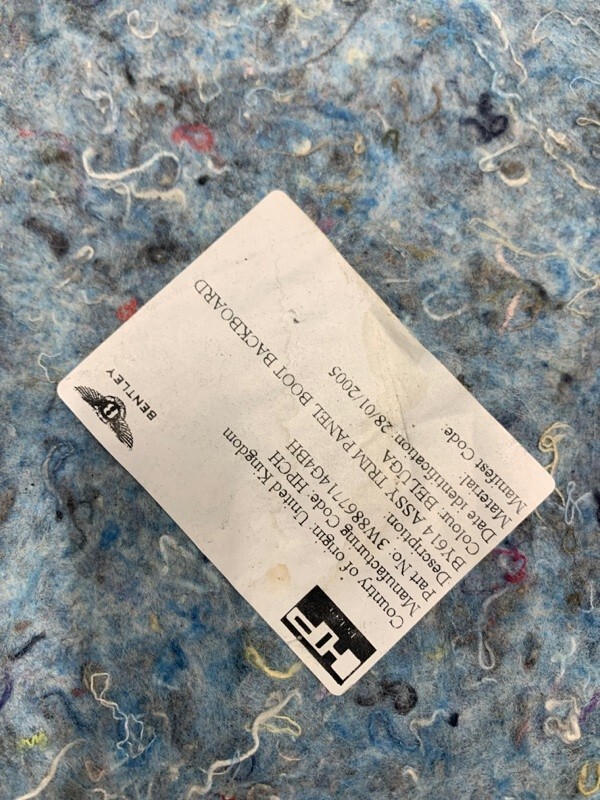 BENTLEY
Country of origin: United Kingdom
Manufacturing Code: HPCH
Part No: 3W8867714G4BH
Description:
BY614 ASSY TRIM PANEL BOOT BACKBOARD
Colour: BELUGA
Date identification 28/01/2005
Material:
Manifest Code: